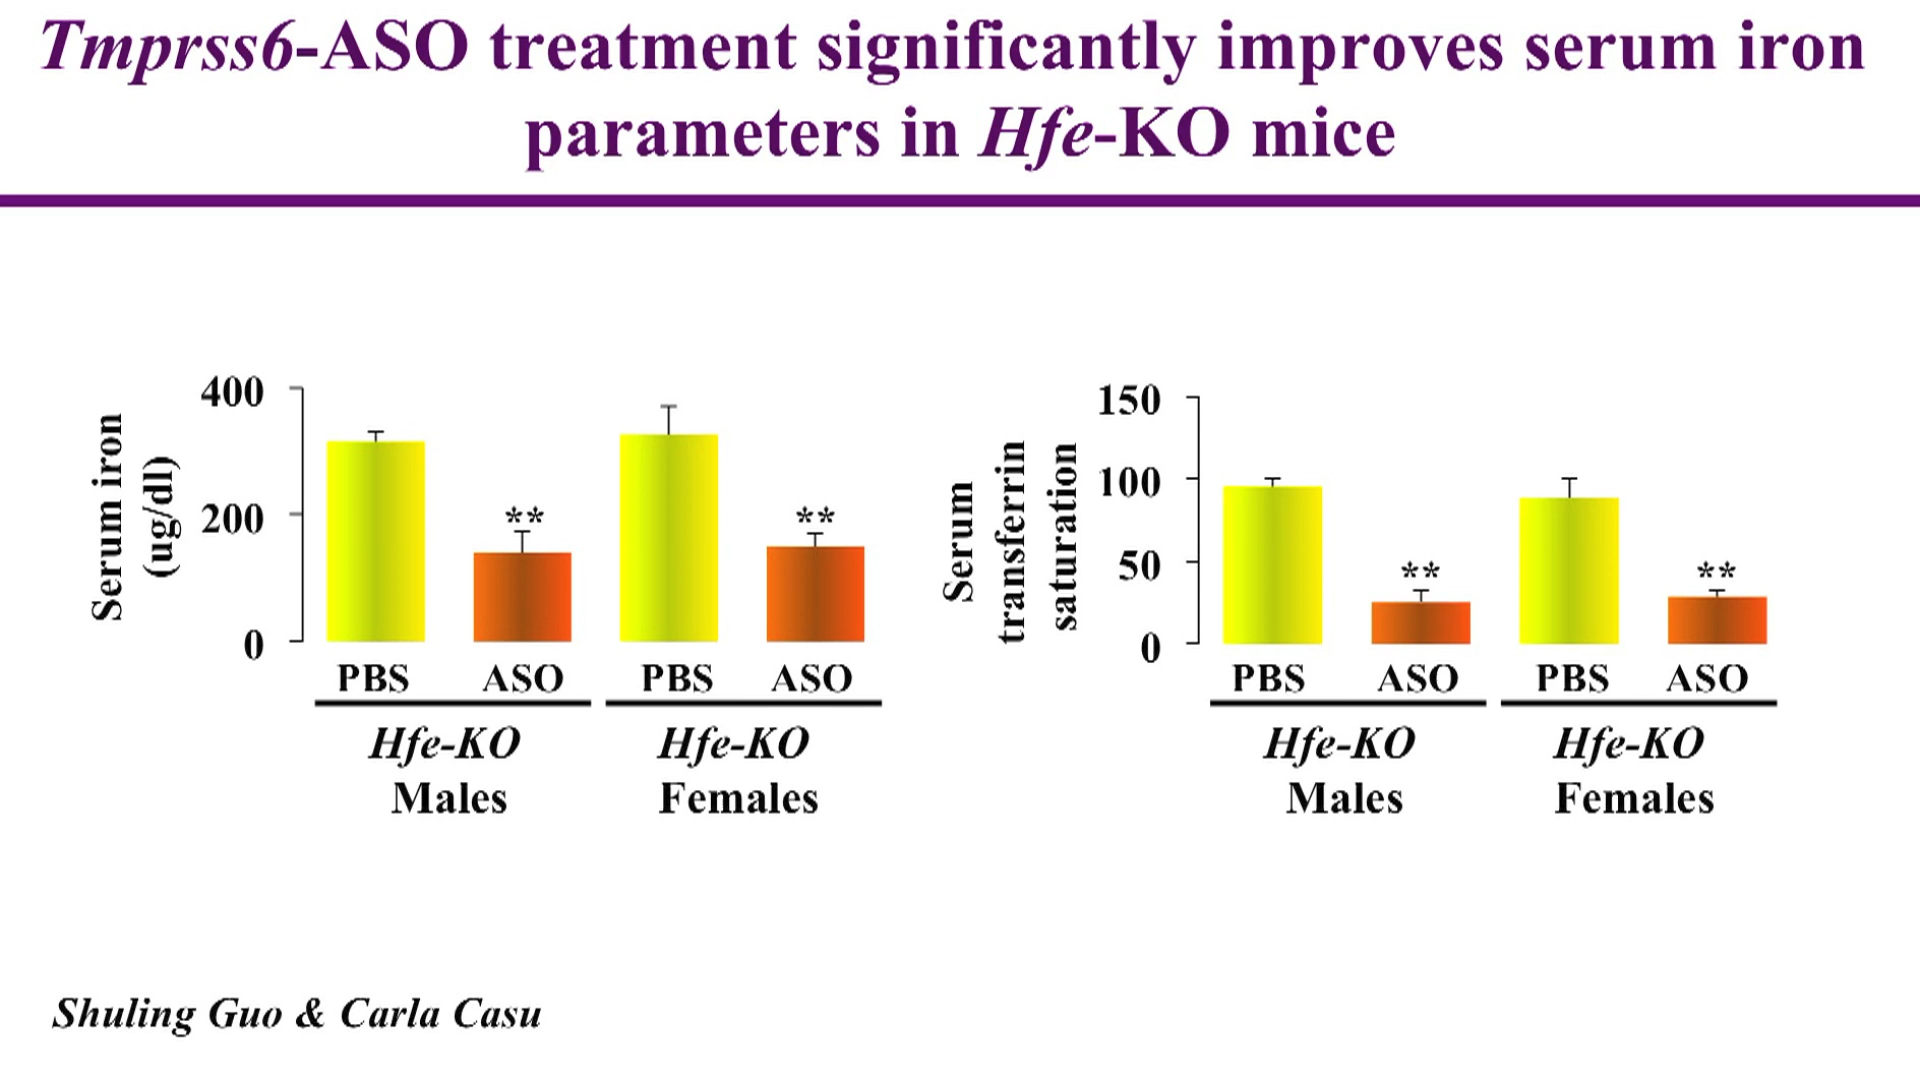 Tmprss6-ASO treatment significantly improves serum iron
parameters in Hfe-KO mice
Serum iron
(ug/dl)
400
200
0
**
**
PBS
ASO
PBS
ASO
Hfe-KO
Males
Hfe-KO
Females
Serum
transferrin
saturation
150
100
50
0
**
**
PBS
ASO
PBS
ASO
Hfe-KO
Males
Hfe-KO
Females
Shuling Guo & Carla Casu